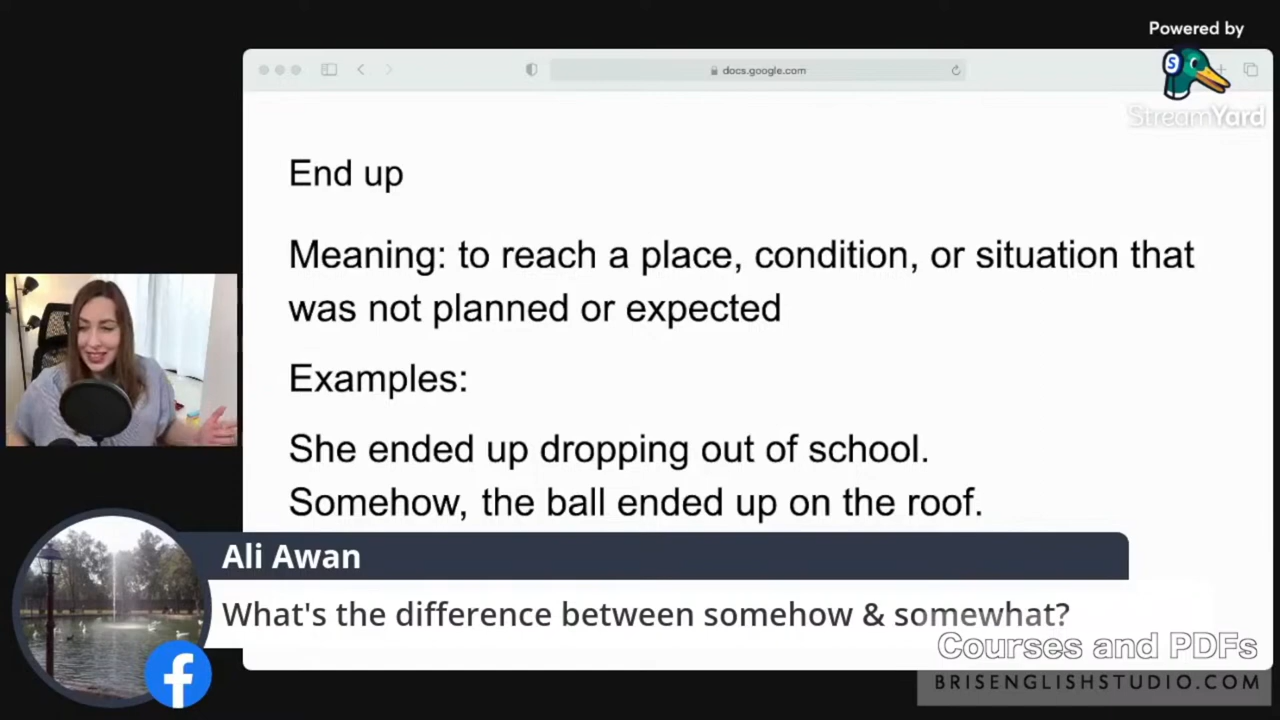 Powered by
StreamYard
docs.google.com
End up
Meaning: to reach a place, condition, or situation that
was not planned or expected
Examples:
She ended up dropping out of school.
Somehow, the ball ended up on the roof.
Ali Awan
What's the difference between somehow & somewhat?
Courses and PDFs
BRISENGLISHSTUDIO.COM